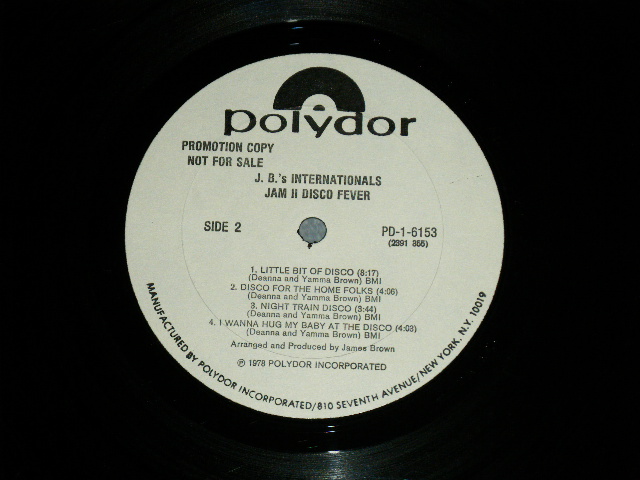 polydor
PROMOTION COPY
NOT FOR SALE
J. B.'s INTERNATIONALS
JAM II DISCO FEVER
SIDE 2
PD-1-6153
(2391 355)
1. LITTLE BIT OF DISCO (8:17)
(Deanna and Yamma Brown) BMI
2. DISCO FOR THE HOME FOLKS (4:06)
(Deanna and Yamma Brown) BMI
3. NIGHT TRAIN DISCO (3:44)
(Deanna and Yamma Brown) BMI
4. I WANNA HUG MY BABY AT THE DISCO (4:03)
(Deanna and Yamma Brown) BMI
Arranged and Produced by James Brown
℗ 1978 POLYDOR INCORPORATED
MANUFACTURED BY POLYDOR INCORPORATED/810 SEVENTH AVENUE/NEW YORK, N.Y. 10019